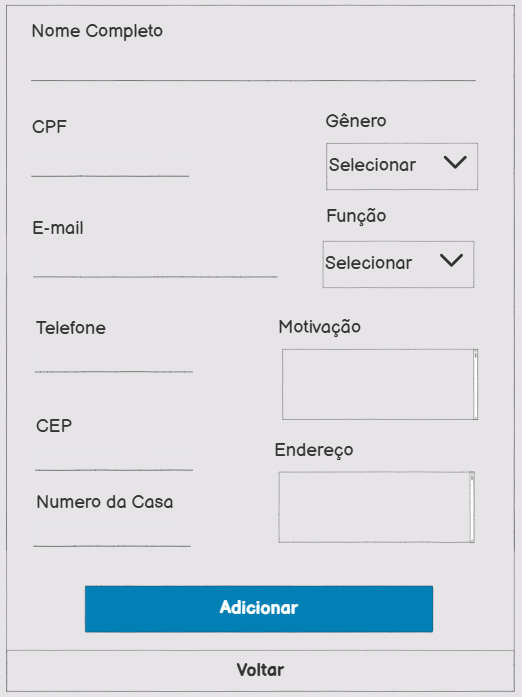 Nome Completo
CPF
Gênero
Selecionar
E-mail
Função
Selecionar
Telefone
Motivação
CEP
Endereço
Numero da Casa
Adicionar
Voltar